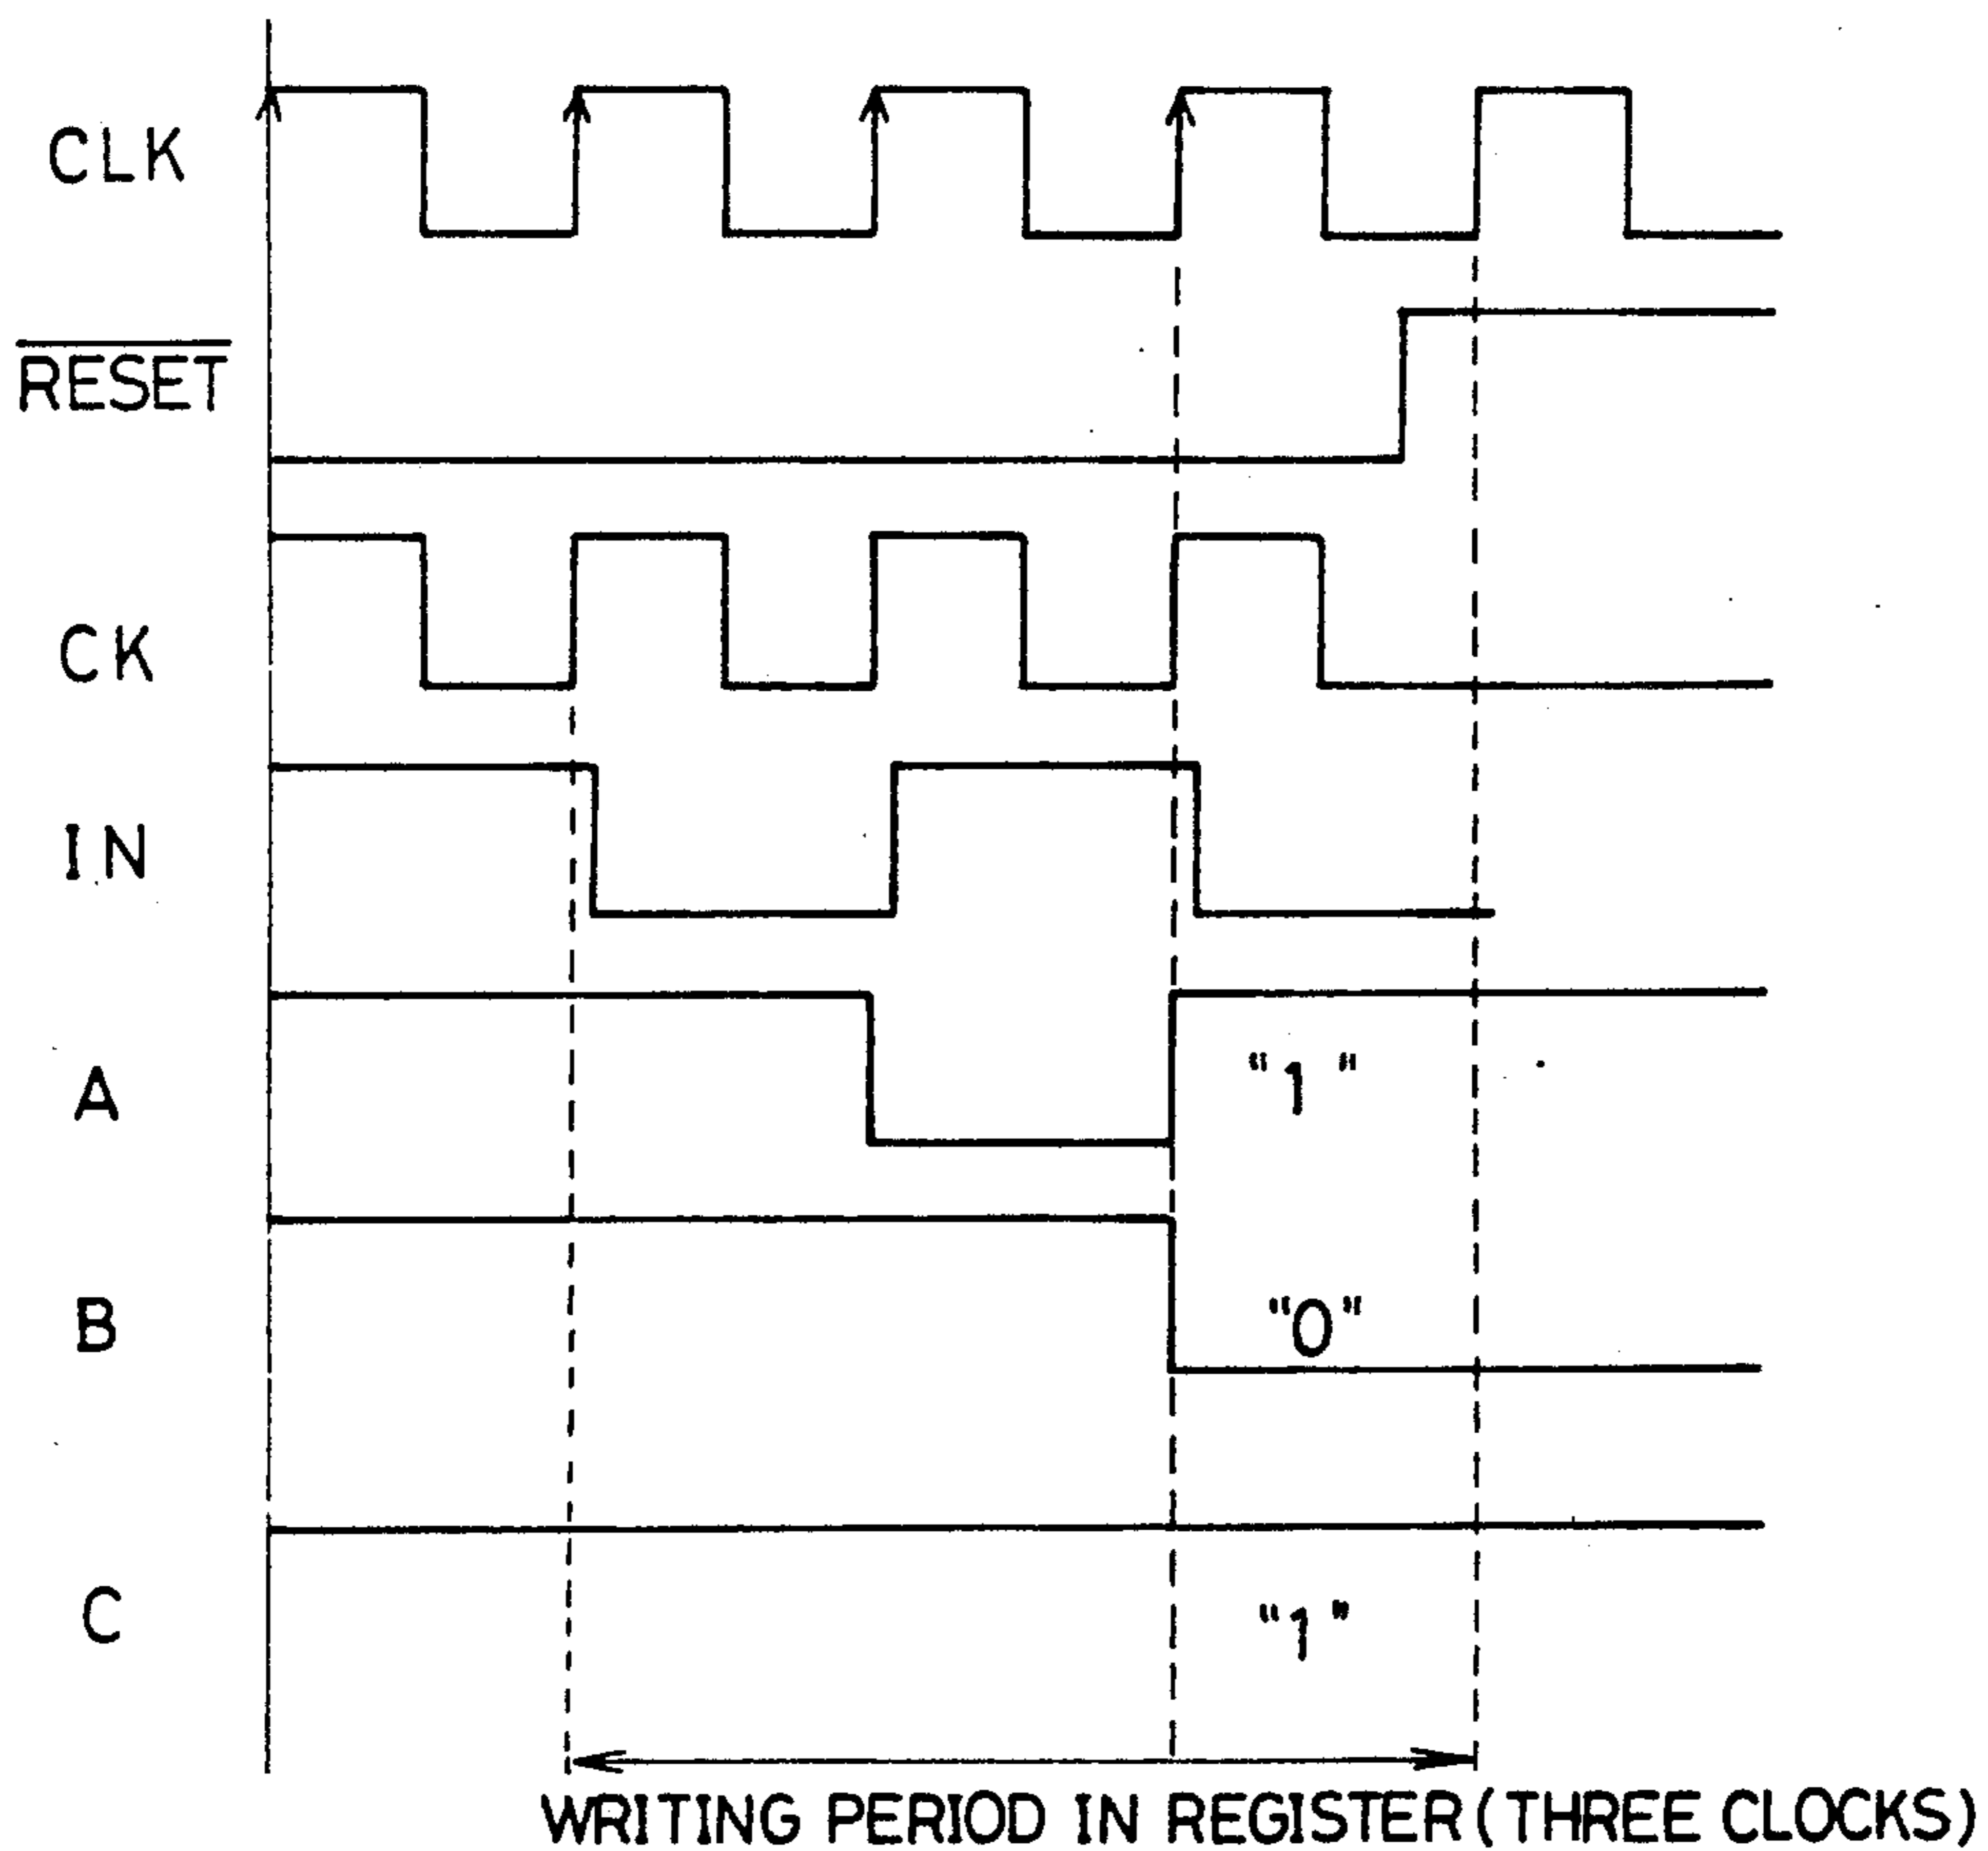 CLK
RESET
CK
IN
A
"1"
B
"0"
C
"1"
WRITING PERIOD IN REGISTER (THREE CLOCKS)